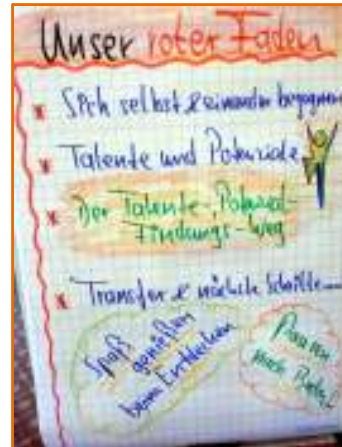 Unser roter Faden
Sich selbst & einander begegnen
Talente und Potenziale
Der Talente-, Potenzial-
Findungs-Weg
Transfer & nächste Schritte
Spaß
genießen
beim Entdecken
Pausen
nach Bedarf